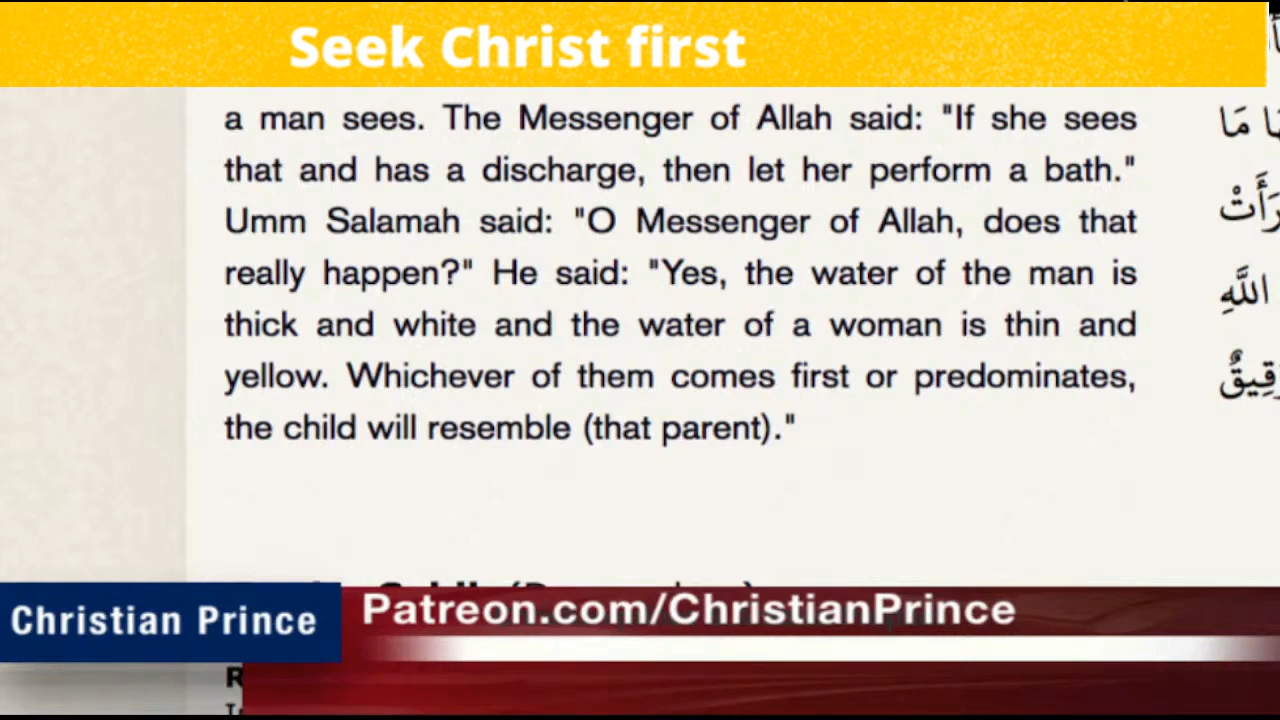 Seek Christ first
a man sees. The Messenger of Allah said: "If she sees
that and has a discharge, then let her perform a bath."
Umm Salamah said: "O Messenger of Allah, does that
really happen?" He said: "Yes, the water of the man is
thick and white and the water of a woman is thin and
yellow. Whichever of them comes first or predominates,
the child will resemble (that parent)."
مَا
اللَّهِ
Christian Prince
Patreon.com/ChristianPrince